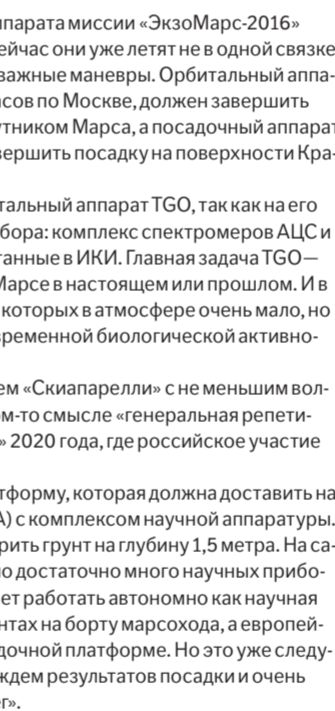 ппарата миссии «ЭкзоМарс-2016»
ейчас они уже летят не в одной связке
важные маневры. Орбитальный аппа-
сов по Москве, должен завершить
утником Марса, а посадочный аппарат
вершить посадку на поверхности Кра-
тальный аппарат TGO, так как на его
бора: комплекс спектромеров АЦС и
танные в ИКИ. Главная задача TGO—
Марсе в настоящем или прошлом. И в
которых в атмосфере очень мало, но
временной биологической активно-
ем «Скиапарелли» с не меньшим вол-
ом-то смысле «генеральная репети-
» 2020 года, где российское участие
тформу, которая должна доставить на
А) с комплексом научной аппаратуры.
рить грунт на глубину 1,5 метра. На са-
о достаточно много научных прибо-
ет работать автономно как научная
нтах на борту марсохода, а европей-
дочной платформе. Но это уже следу-
ждем результатов посадки и очень
г».